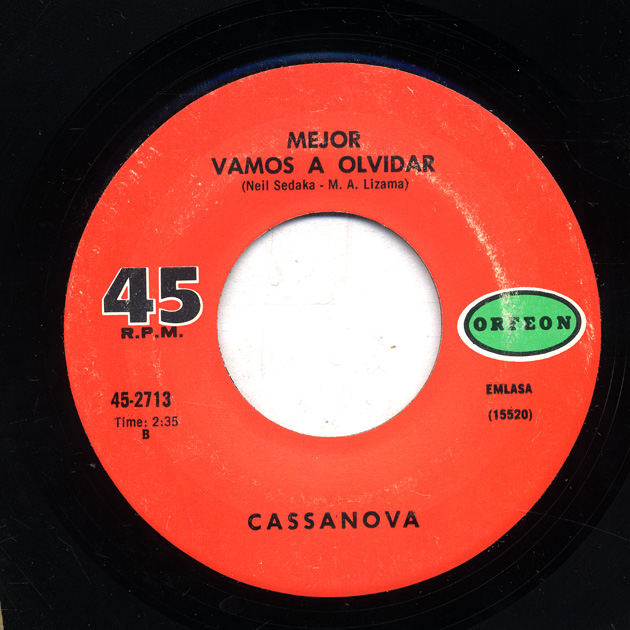 MEJOR
VAMOS A OLVIDAR
(Neil Sedaka - M. A. Lizama)
45
R.P.M.
ORFEON
45-2713
Time: 2:35
B
EMLASA
(15520)
CASSANOVA